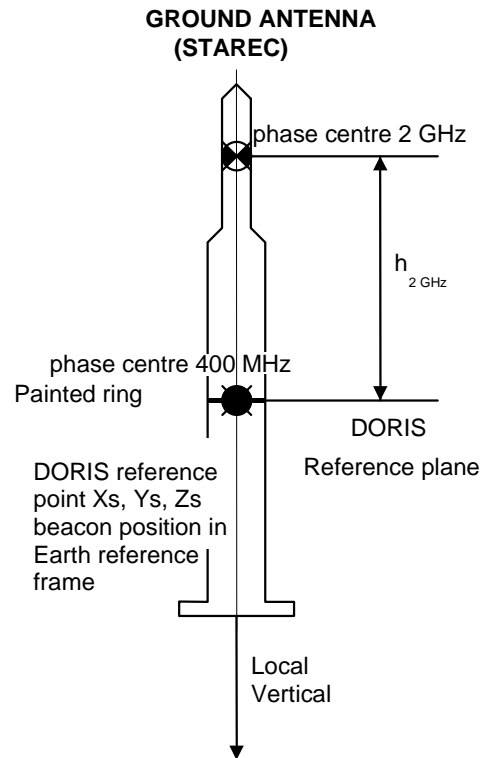 GROUND ANTENNA
(STAREC)
phase centre 2 GHz
h 2 GHz
phase centre 400 MHz
Painted ring
DORIS
Reference plane
DORIS reference
point Xs, Ys, Zs
beacon position in
Earth reference
frame
Local
Vertical